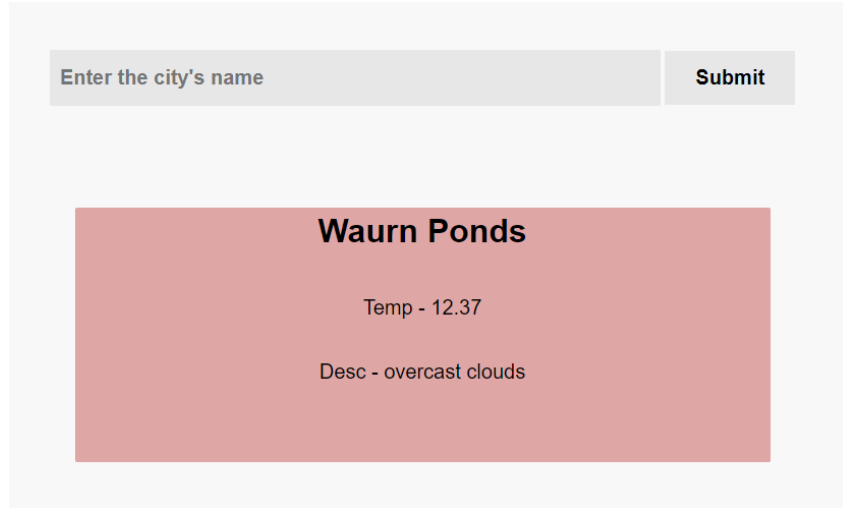 Enter the city's name
Submit
Waurn Ponds
Temp - 12.37
Desc - overcast clouds